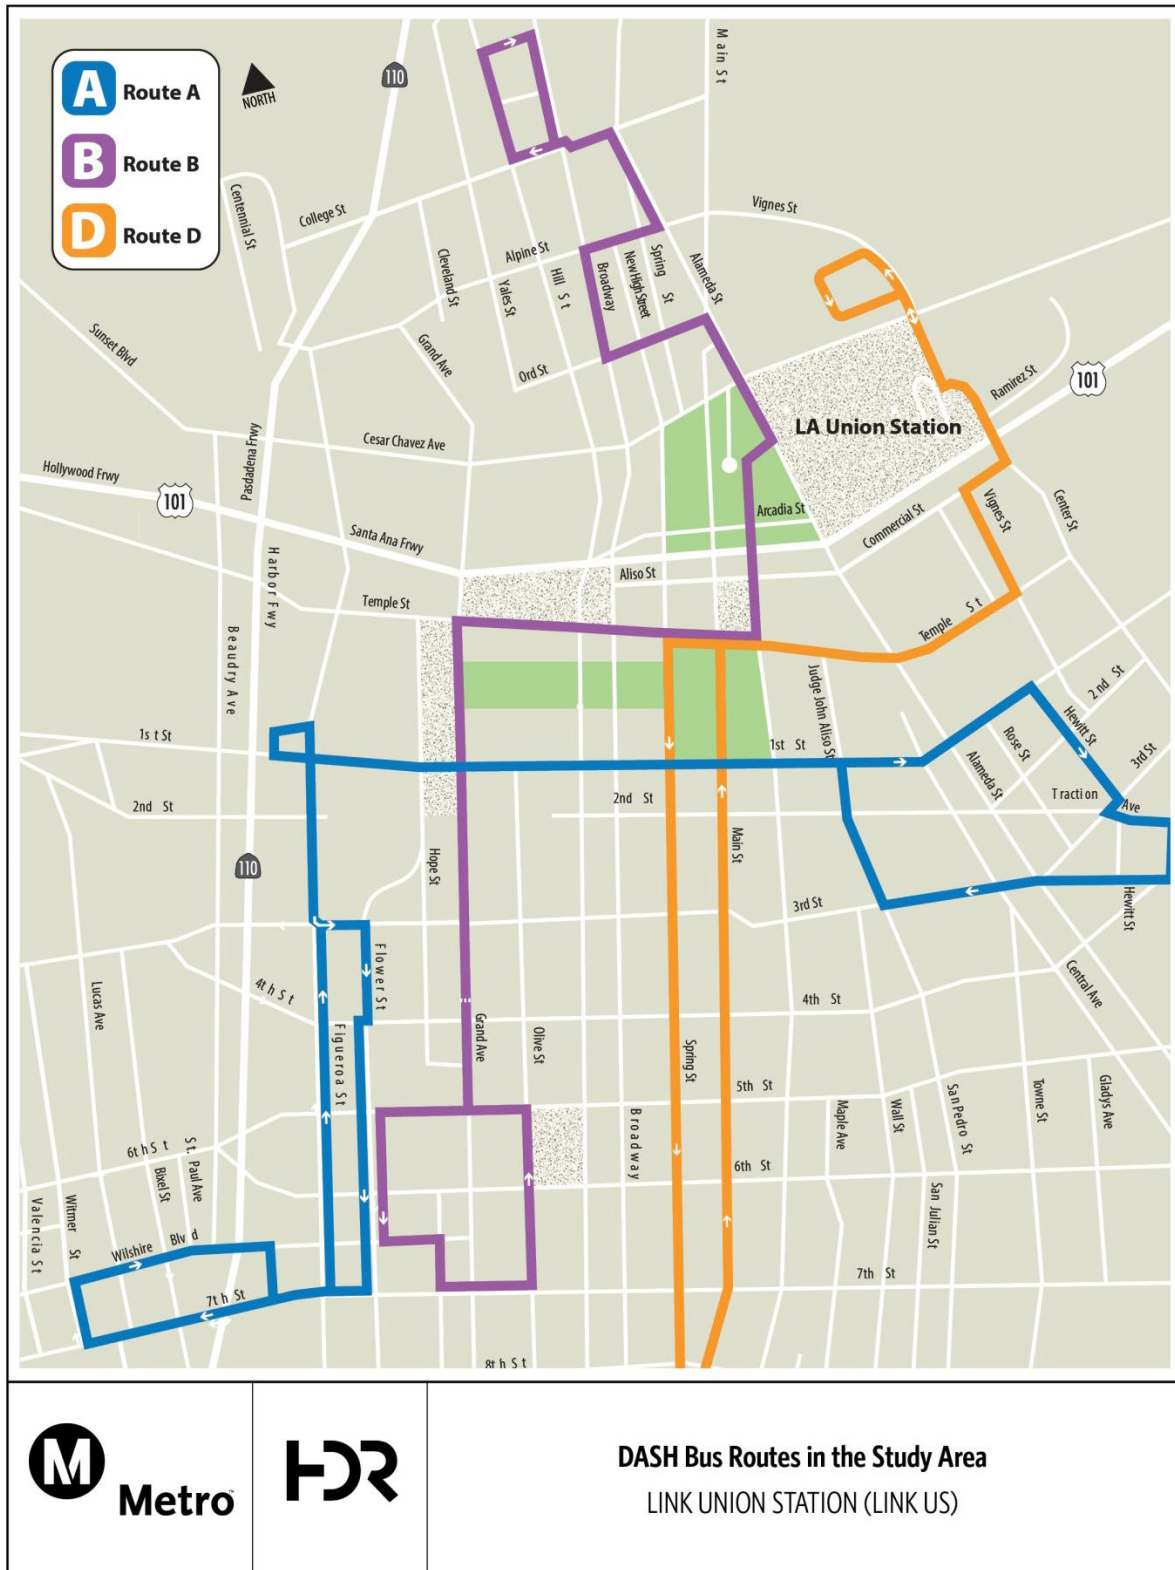 A Route A
B Route B
D Route D
NORTH
110
Main St
Centennial St
College St
Vignes St
Cleveland St
Alpine St
Yales St
Hill St
Broadway
New High Street
Spring St
Alameda St
Sunset Blvd
Grand Ave
Ord St
Ramirez St
101
LA Union Station
Cesar Chavez Ave
Pasdadena Frwy
Hollywood Frwy
101
Arcadia St
Commercial St
Vignes St
Center St
Santa Ana Frwy
Harbor Fwy
Aliso St
Temple St
Temple St
Beaudry Ave
Judge John Aliso St
2nd St
Hewitt St
1st St
1st St
Rose St
Alameda St
3rd St
2nd St
2nd St
Traction Ave
Main St
Hope St
110
3rd St
Hewitt St
Flower St
4th St
Lucas Ave
Central Ave
4th St
Figueroa St
Grand Ave
Olive St
Spring St
5th St
Maple Ave
Wall St
San Pedro St
Towne St
Gladys Ave
Broadway
6th St
St. Paul Ave
Bixel St
6th St
Valencia St
Witmer St
San Julian St
Wilshire Blvd
7th St
7th St
8th St
M Metro
HDR
DASH Bus Routes in the Study Area
LINK UNION STATION (LINK US)